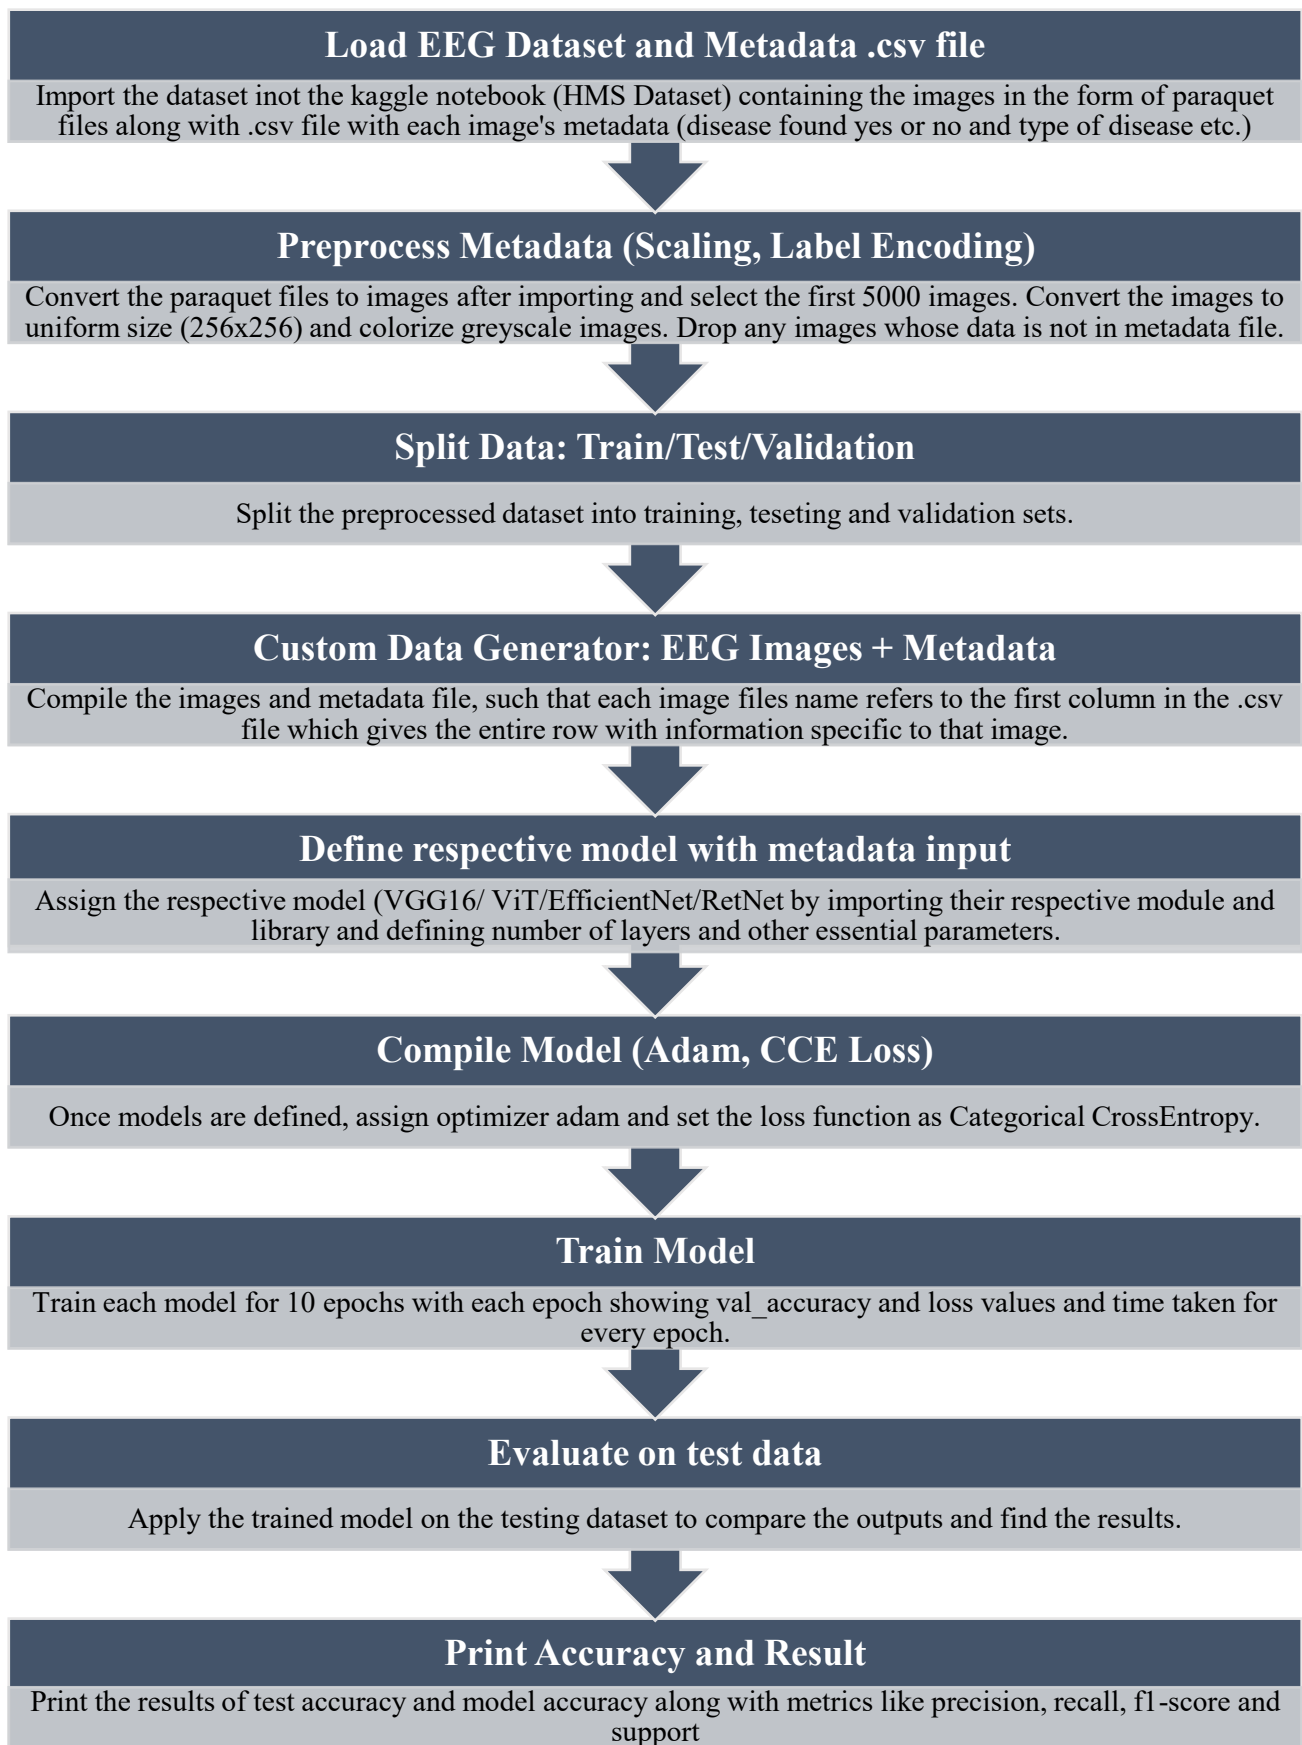 Load EEG Dataset and Metadata .csv file
Import the dataset inot the kaggle notebook (HMS Dataset) containing the images in the form of paraquet
files along with .csv file with each image's metadata (disease found yes or no and type of disease etc.)
Preprocess Metadata (Scaling, Label Encoding)
Convert the paraquet files to images after importing and select the first 5000 images. Convert the images to
uniform size (256x256) and colorize greyscale images. Drop any images whose data is not in metadata file.
Split Data: Train/Test/Validation
Split the preprocessed dataset into training, teseting and validation sets.
Custom Data Generator: EEG Images + Metadata
Compile the images and metadata file, such that each image files name refers to the first column in the .csv
file which gives the entire row with information specific to that image.
Define respective model with metadata input
Assign the respective model (VGG16/ ViT/EfficientNet/RetNet by importing their respective module and
library and defining number of layers and other essential parameters.
Compile Model (Adam, CCE Loss)
Once models are defined, assign optimizer adam and set the loss function as Categorical CrossEntropy.
Train Model
Train each model for 10 epochs with each epoch showing val_accuracy and loss values and time taken for
every epoch.
Evaluate on test data
Apply the trained model on the testing dataset to compare the outputs and find the results.
Print Accuracy and Result
Print the results of test accuracy and model accuracy along with metrics like precision, recall, f1-score and
support